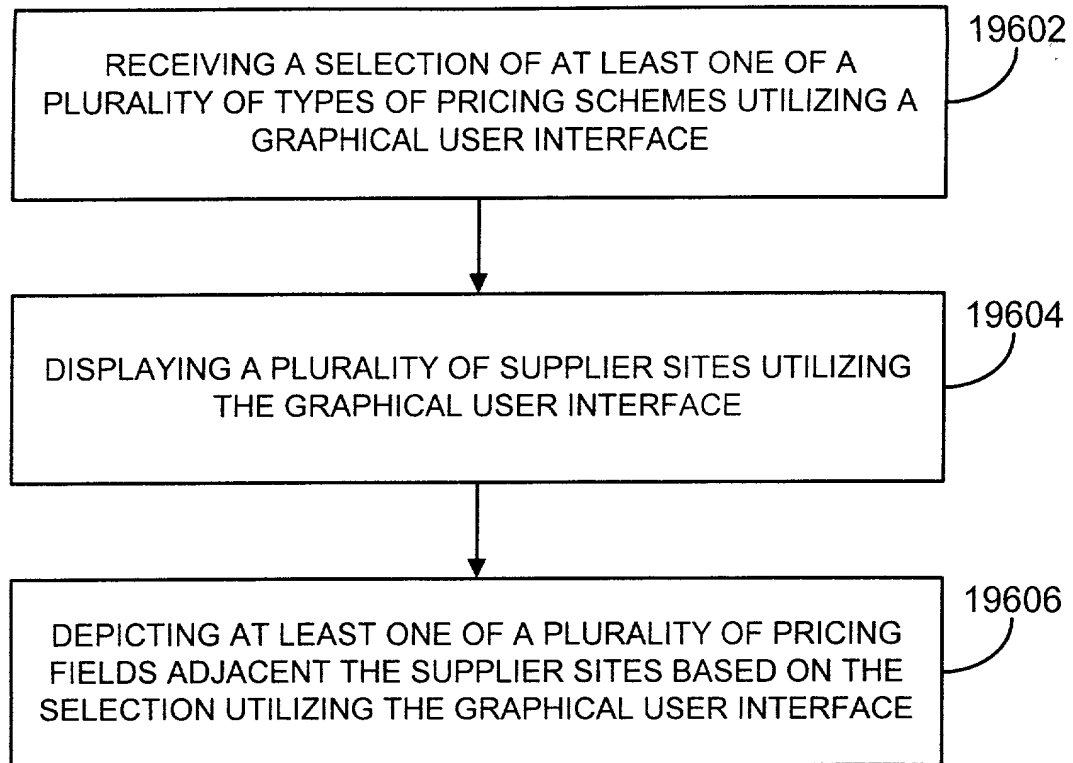 19602
RECEIVING A SELECTION OF AT LEAST ONE OF A
PLURALITY OF TYPES OF PRICING SCHEMES UTILIZING A
GRAPHICAL USER INTERFACE
19604
DISPLAYING A PLURALITY OF SUPPLIER SITES UTILIZING
THE GRAPHICAL USER INTERFACE
19606
DEPICTING AT LEAST ONE OF A PLURALITY OF PRICING
FIELDS ADJACENT THE SUPPLIER SITES BASED ON THE
SELECTION UTILIZING THE GRAPHICAL USER INTERFACE